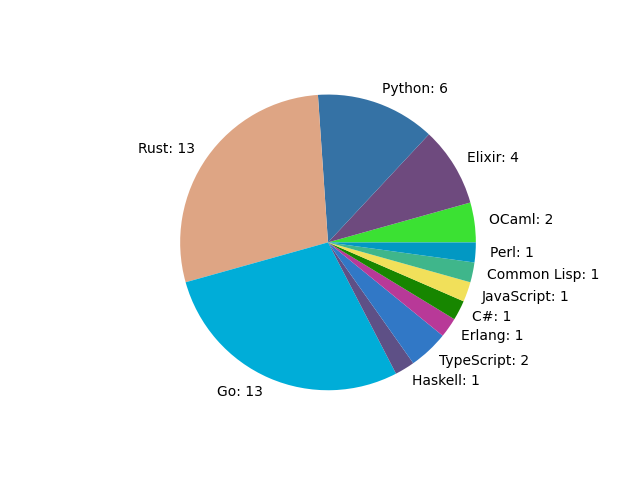 Python: 6
Rust: 13
Elixir: 4
OCaml: 2
Perl: 1
Common Lisp: 1
JavaScript: 1
C#: 1
Erlang: 1
TypeScript: 2
Haskell: 1
Go: 13